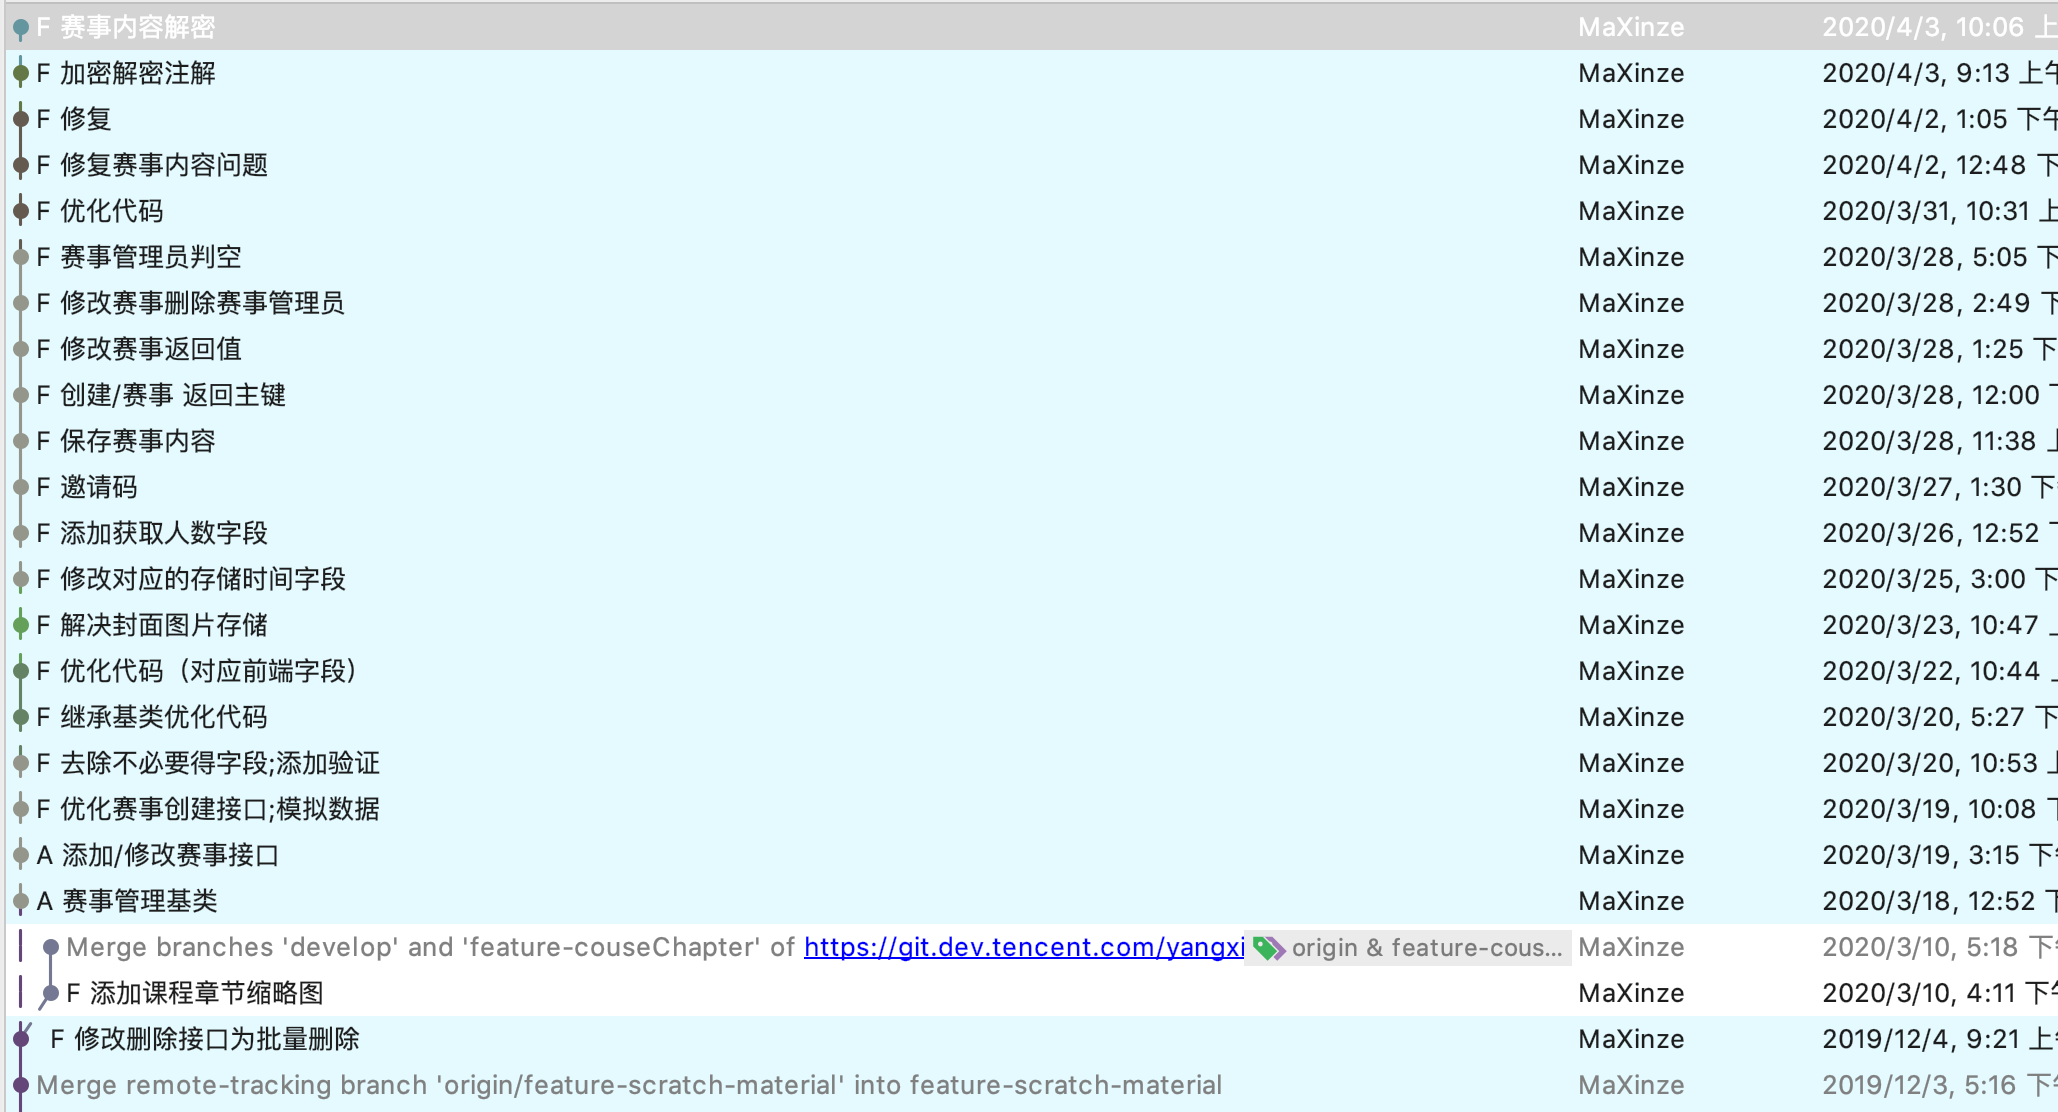 F 赛事内容解密 MaXinze 2020/4/3, 10:06 上
F 加密解密注解 MaXinze 2020/4/3, 9:13 上午
F 修复 MaXinze 2020/4/2, 1:05 下午
F 修复赛事内容问题 MaXinze 2020/4/2, 12:48 下
F 优化代码 MaXinze 2020/3/31, 10:31 上
F 赛事管理员判空 MaXinze 2020/3/28, 5:05 下
F 修改赛事删除赛事管理员 MaXinze 2020/3/28, 2:49 下
F 修改赛事返回值 MaXinze 2020/3/28, 1:25 下
F 创建/赛事 返回主键 MaXinze 2020/3/28, 12:00
F 保存赛事内容 MaXinze 2020/3/28, 11:38
F 邀请码 MaXinze 2020/3/27, 1:30 下
F 添加获取人数字段 MaXinze 2020/3/26, 12:52
F 修改对应的存储时间字段 MaXinze 2020/3/25, 3:00 下
F 解决封面图片存储 MaXinze 2020/3/23, 10:47
F 优化代码（对应前端字段） MaXinze 2020/3/22, 10:44
F 继承基类优化代码 MaXinze 2020/3/20, 5:27 下
F 去除不必要得字段;添加验证 MaXinze 2020/3/20, 10:53
F 优化赛事创建接口;模拟数据 MaXinze 2020/3/19, 10:08
A 添加/修改赛事接口 MaXinze 2020/3/19, 3:15 下
A 赛事管理基类 MaXinze 2020/3/18, 12:52
Merge branches 'develop' and 'feature-couseChapter' of https://git.dev.tencent.com/yangxi origin & feature-cous... MaXinze 2020/3/10, 5:18 下
F 添加课程章节缩略图 MaXinze 2020/3/10, 4:11 下午
F 修改删除接口为批量删除 MaXinze 2019/12/4, 9:21 上
Merge remote-tracking branch 'origin/feature-scratch-material' into feature-scratch-material MaXinze 2019/12/3, 5:16 下